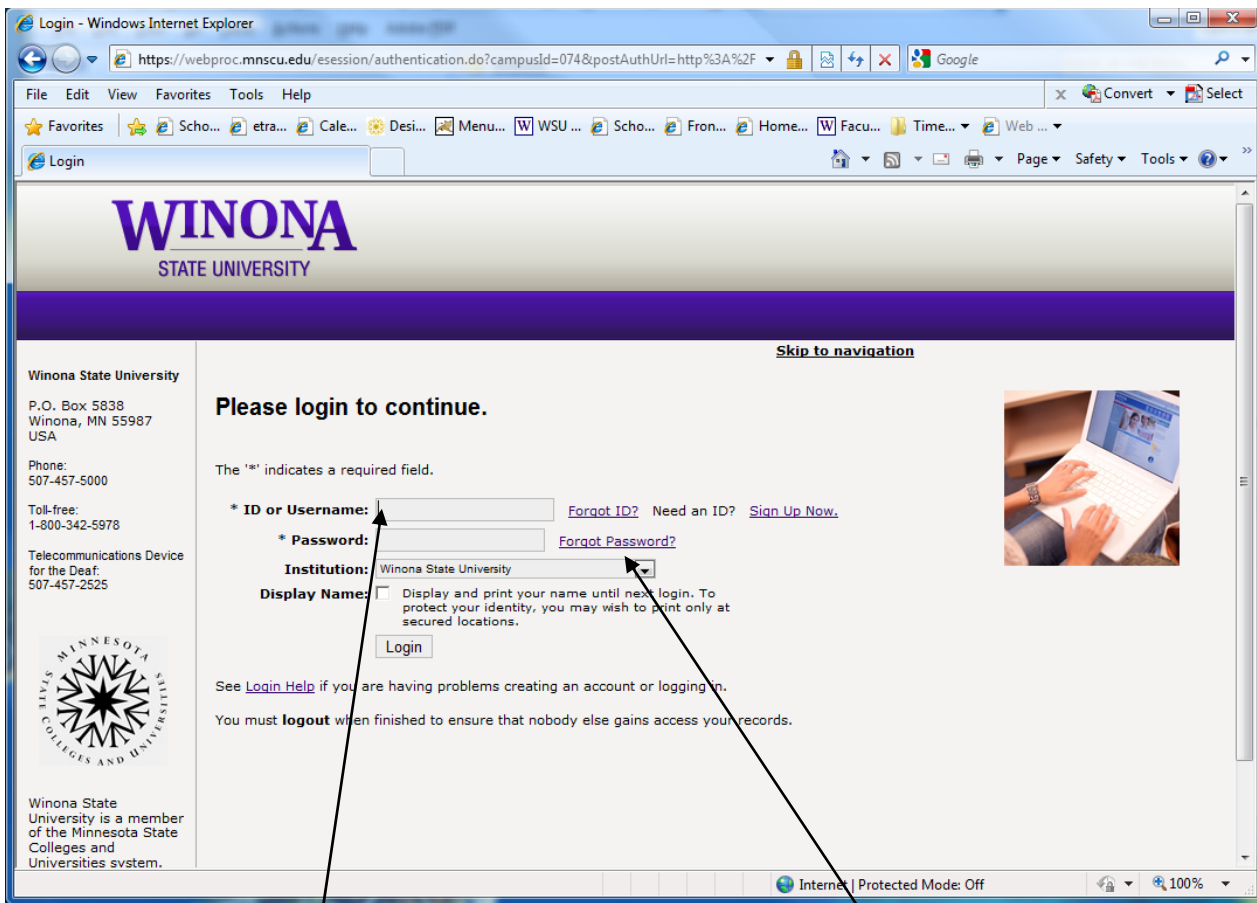 Login - Windows Internet Explorer
https://webproc.mnscu.edu/esession/authentication.do?campusId=074&postAuthUrl=http%3A%2F
Google
File Edit View Favorites Tools Help
x Convert Select
Favorites Scho... etra... Cale... Desi... Menu... W WSU ... Scho... Fron... Home... W Facu... Time... Web ...
Login
Page Safety Tools
WINONA
STATE UNIVERSITY
Skip to navigation
Winona State University
P.O. Box 5838
Winona, MN 55987
USA
Phone:
507-457-5000
Toll-free:
1-800-342-5978
Telecommunications Device
for the Deaf:
507-457-2525
MINNESOTA STATE COLLEGES AND UNIVERSITIES
Winona State
University is a member
of the Minnesota State
Colleges and
Universities system.
Please login to continue.
The '*' indicates a required field.
* ID or Username: Forgot ID? Need an ID? Sign Up Now.
* Password: Forgot Password?
Institution: Winona State University
Display Name: Display and print your name until next login. To
protect your identity, you may wish to print only at
secured locations.
Login
See Login Help if you are having problems creating an account or logging in.
You must logout when finished to ensure that nobody else gains access your records.
Internet | Protected Mode: Off
100%